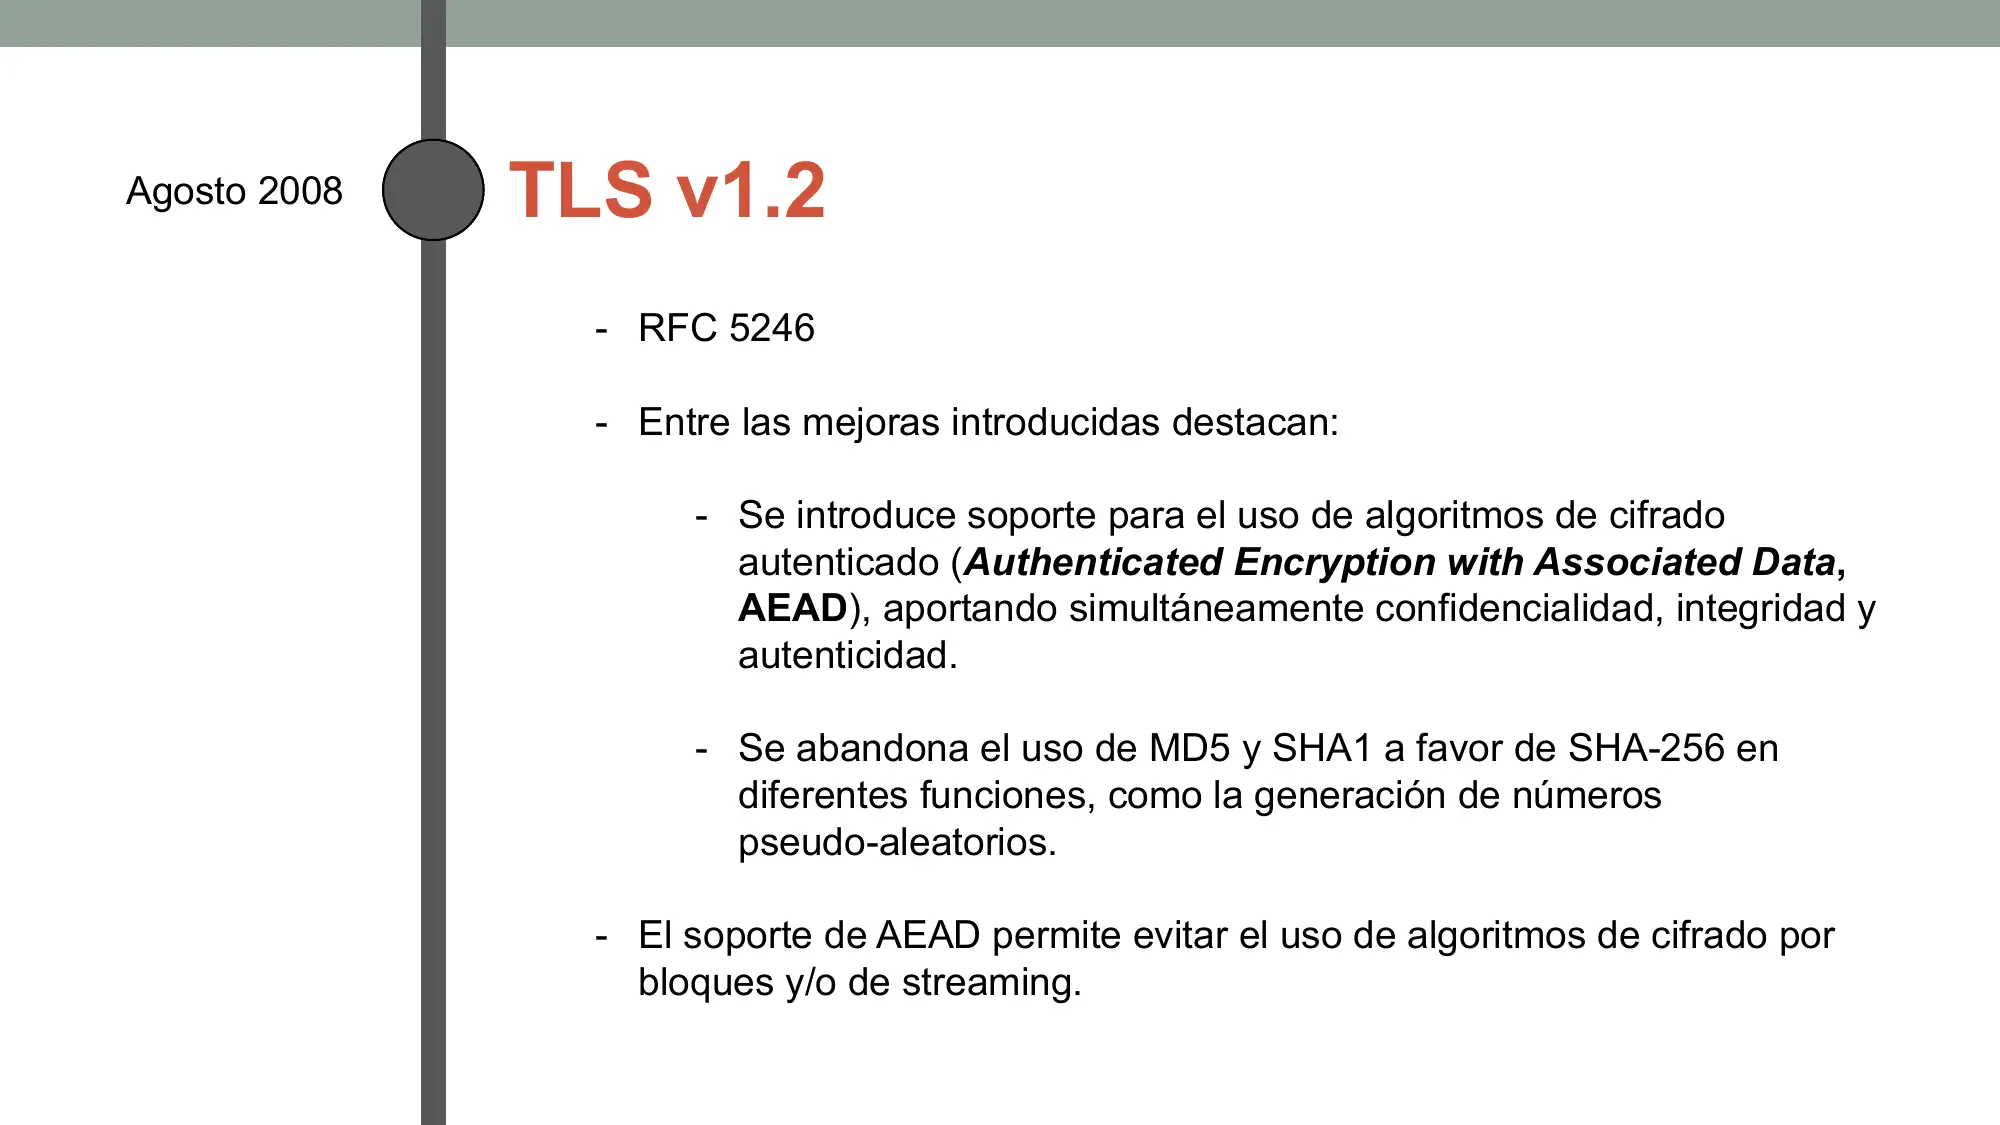 Agosto 2008
TLS v1.2
- RFC 5246
- Entre las mejoras introducidas destacan:
- Se introduce soporte para el uso de algoritmos de cifrado
autenticado (Authenticated Encryption with Associated Data,
AEAD), aportando simultáneamente confidencialidad, integridad y
autenticidad.
- Se abandona el uso de MD5 y SHA1 a favor de SHA-256 en
diferentes funciones, como la generación de números
pseudo-aleatorios.
- El soporte de AEAD permite evitar el uso de algoritmos de cifrado por
bloques y/o de streaming.